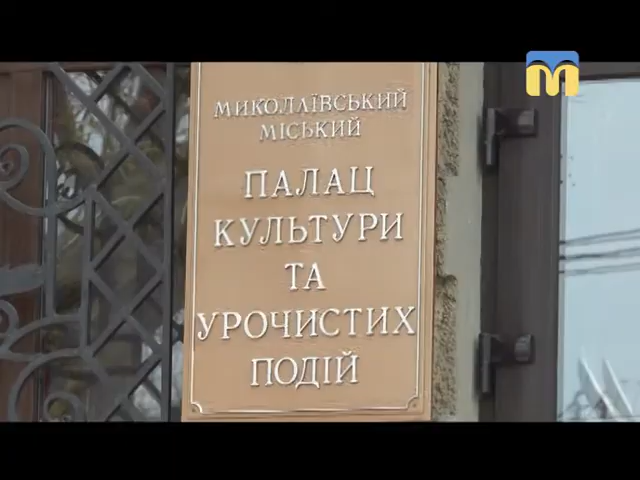 МИКОЛАЇВСЬКИЙ
МІСЬКИЙ
ПАЛАЦ
КУЛЬТУРИ
ТА
УРОЧИСТИХ
ПОДІЙ